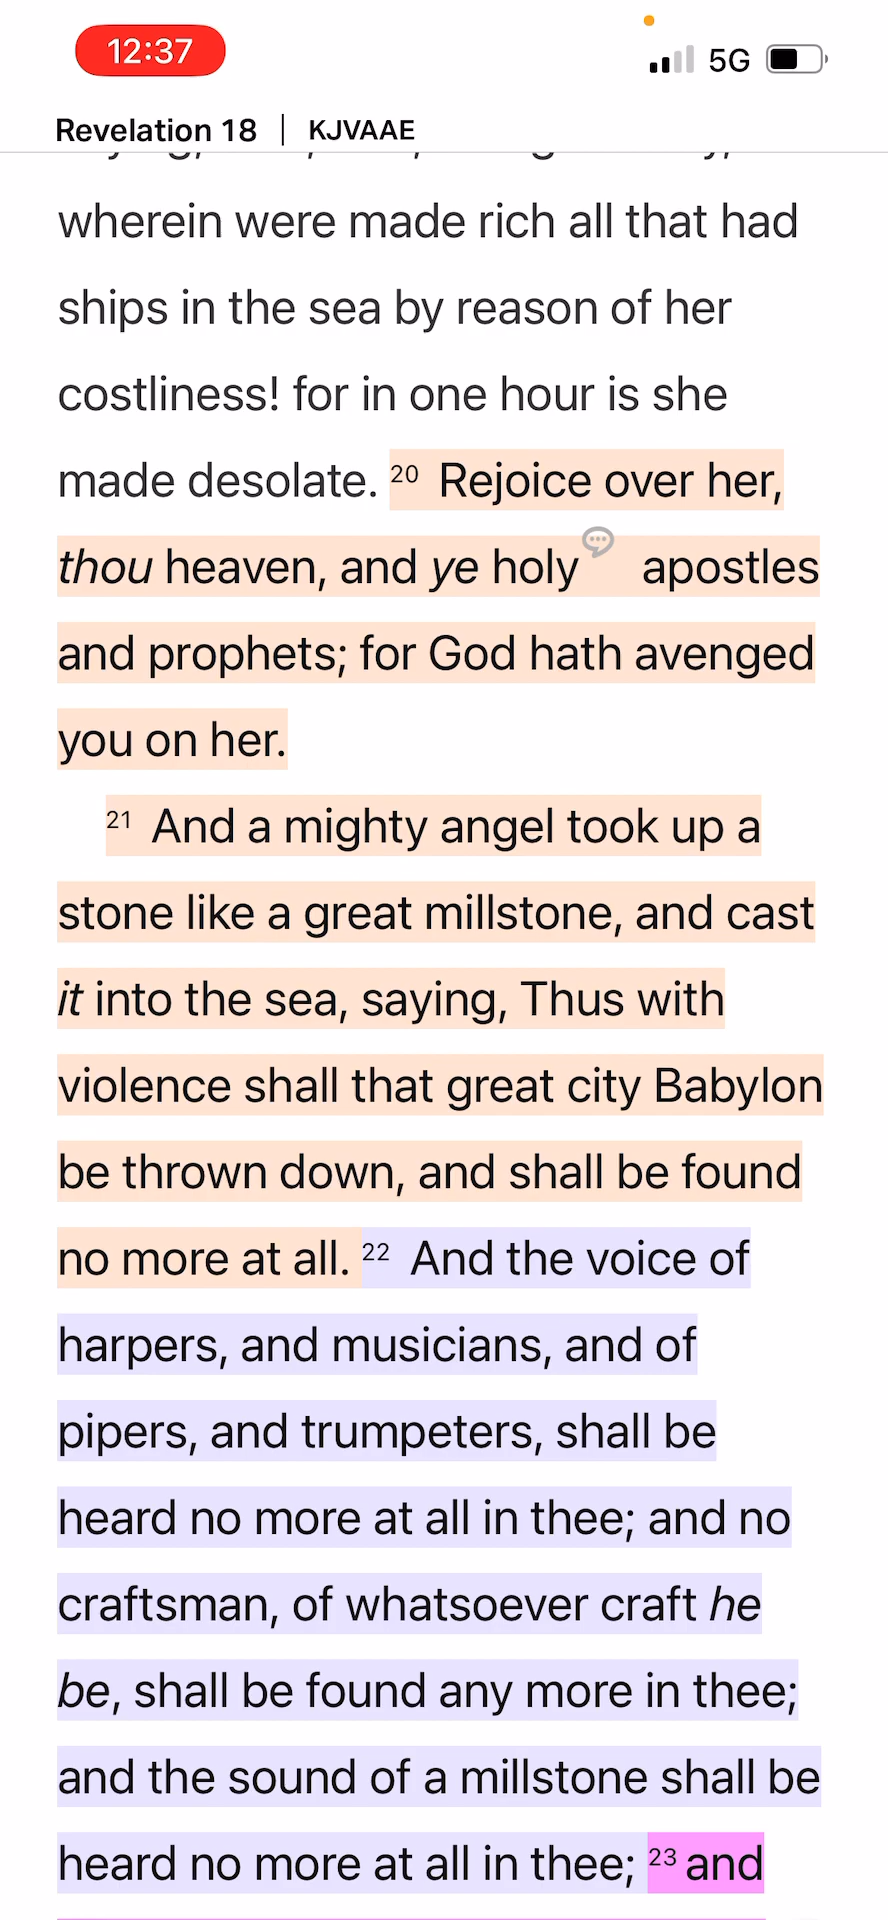 12:37
5G
Revelation 18 | KJVAAE
wherein were made rich all that had
ships in the sea by reason of her
costliness! for in one hour is she
made desolate. 20 Rejoice over her,
thou heaven, and ye holy apostles
and prophets; for God hath avenged
you on her.
21 And a mighty angel took up a
stone like a great millstone, and cast
it into the sea, saying, Thus with
violence shall that great city Babylon
be thrown down, and shall be found
no more at all. 22 And the voice of
harpers, and musicians, and of
pipers, and trumpeters, shall be
heard no more at all in thee; and no
craftsman, of whatsoever craft he
be, shall be found any more in thee;
and the sound of a millstone shall be
heard no more at all in thee; 23 and